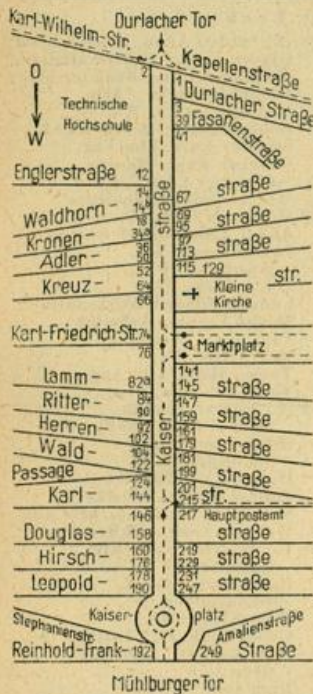 Durlacher Tor
Karl-Wilhelm-Str.
Kapellenstraße
2
1
O
W
Technische
Hochschule
Durlacher Straße
3
39 Fasanenstraße
41
Englerstraße 12
14
Waldhorn- 14a 67 straße
18 69
Kronen- 34a 95 straße
36 97
Adler- 50 113 straße
52 115 129
Kreuz- 64 str.
66
Kleine
Kirche
straße
Karl-Friedrich-Str. 74
76
Marktplatz
Lamm- 82a 141
145 straße
Ritter- 84 147
90 159 straße
Herren- 92 161
102 179 straße
Wald- 104 181
122 199 straße
Passage 124 201
Karl- 144 215 str.
Kaiser
146 217 Hauptpostamt
Douglas- 158 straße
Hirsch- 160 219
176 229 straße
Leopold- 178 231
190 247 straße
Kaiser- platz
Stephanienstr.
Amalienstraße
Reinhold-Frank- 192 249 Straße
Mühlburger Tor